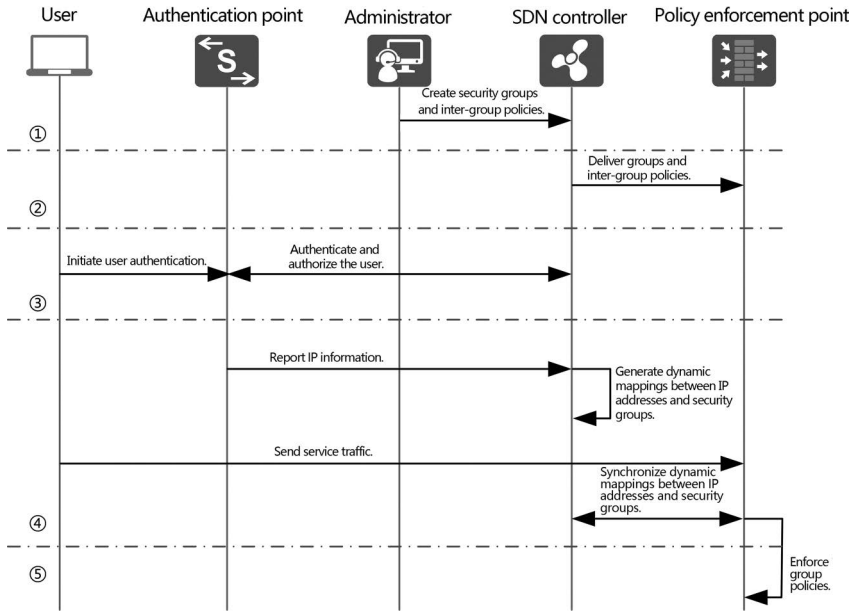 User
Authentication point
Administrator
SDN controller
Policy enforcement point
S
Create security groups
and inter-group policies.
①
Deliver groups and
inter-group policies.
②
Initiate user authentication.
Authenticate and
authorize the user.
③
Report IP information.
Generate dynamic
mappings between IP
addresses and security
groups.
Send service traffic.
Synchronize dynamic
mappings between IP
addresses and security
groups.
④
Enforce
group
policies.
⑤